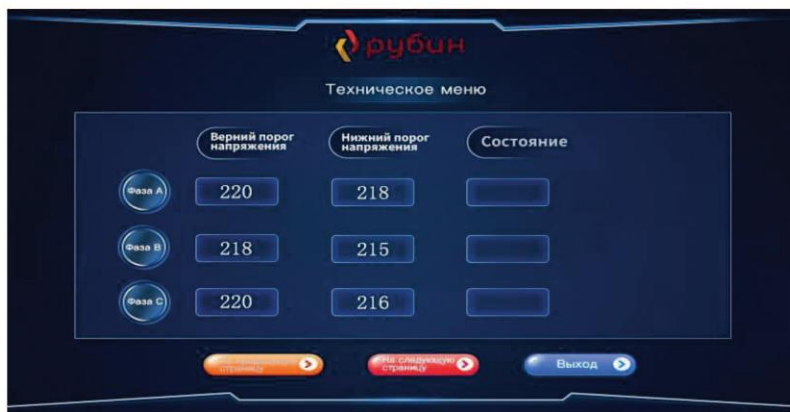 рубин
Техническое меню
Верний порог
напряжения
Нижний порог
напряжения
Состояние
Фаза A
220
218
Фаза B
218
215
Фаза C
220
216
страницу
На следующую
страницу
Выход